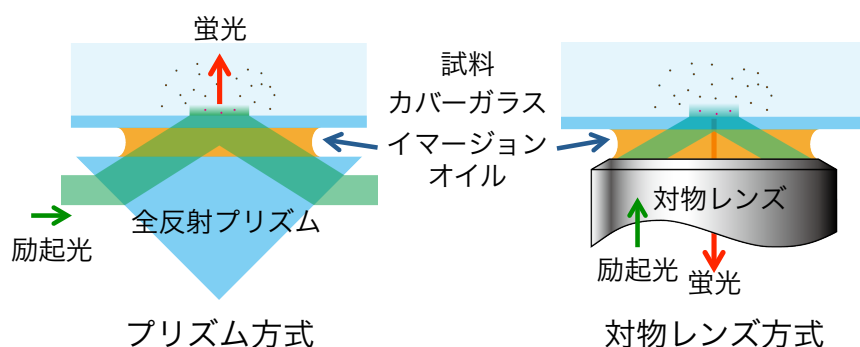 蛍光
試料
カバーガラス
イマージョン
オイル
全反射プリズム
励起光
プリズム方式
対物レンズ
励起光
蛍光
対物レンズ方式